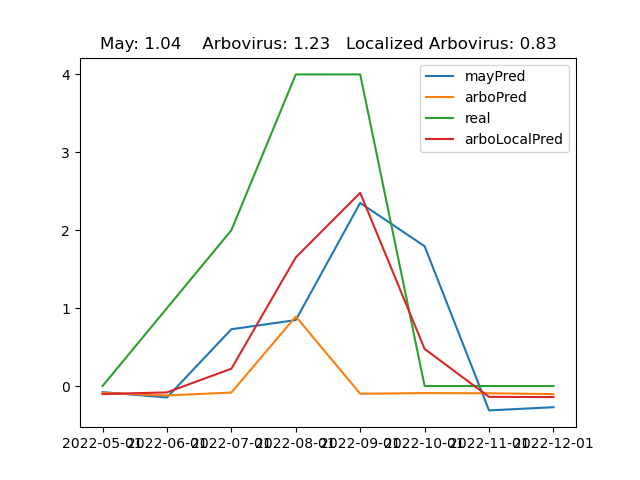 May: 1.04    Arbovirus: 1.23   Localized Arbovirus: 0.83
mayPred
arboPred
real
arboLocalPred
4
3
2
1
0
2022-05-01 2022-06-01 2022-07-01 2022-08-01 2022-09-01 2022-10-01 2022-11-01 2022-12-01